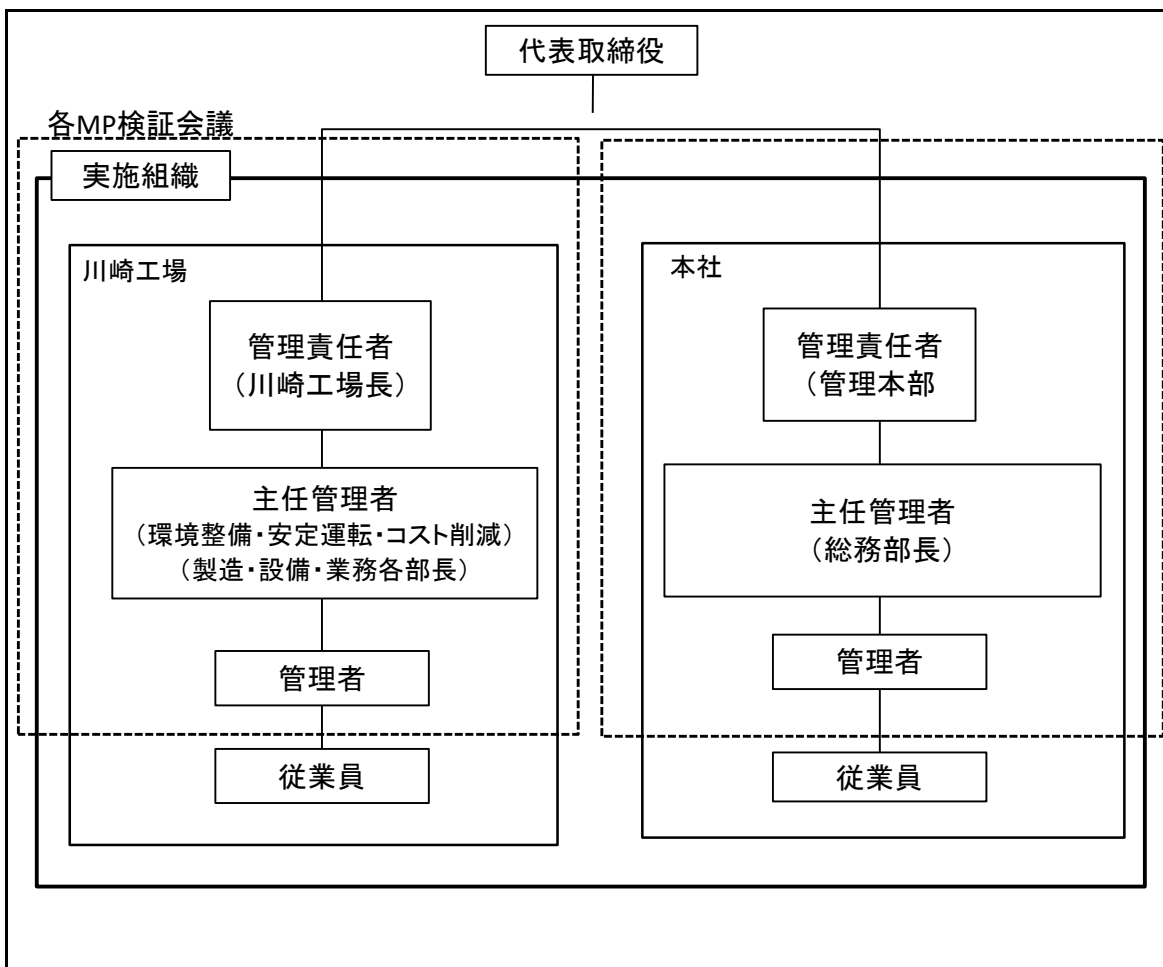 代表取締役
各MP検証会議
実施組織
川崎工場
管理責任者
（川崎工場長）
主任管理者
（環境整備・安定運転・コスト削減）
（製造・設備・業務各部長）
管理者
従業員
本社
管理責任者
（管理本部
主任管理者
（総務部長）
管理者
従業員